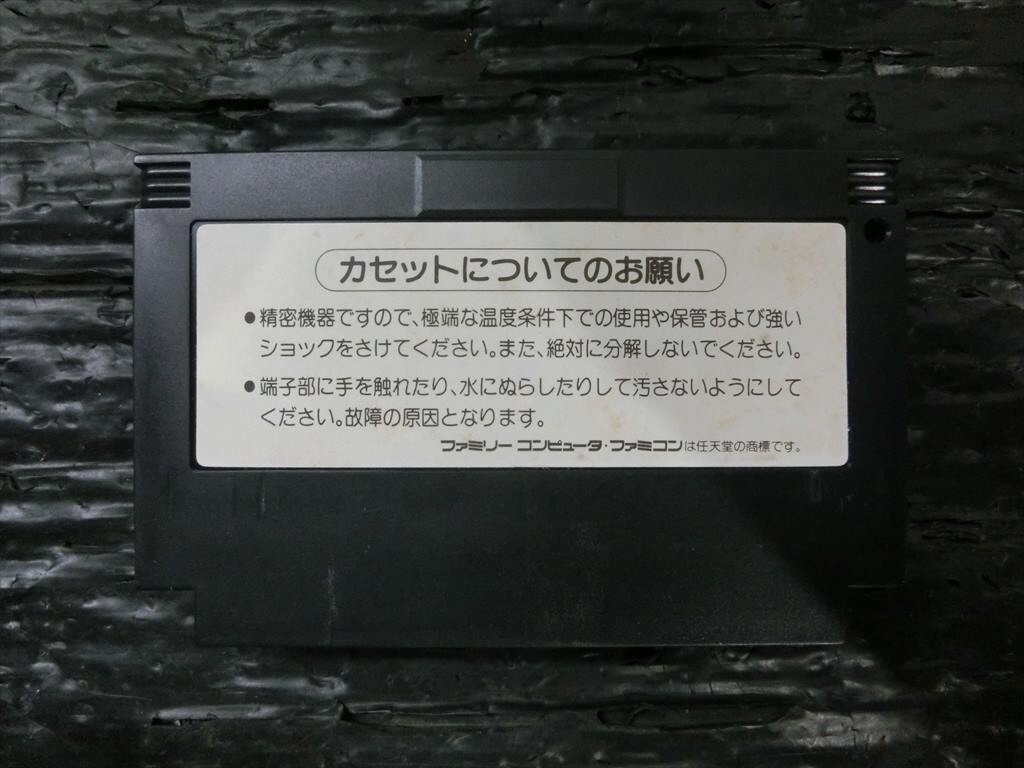 カセットについてのお願い
●精密機器ですので、極端な温度条件下での使用や保管および強い
ショックをさけてください。また、絶対に分解しないでください。
●端子部に手を触れたり、水にぬらしたりして汚さないようにして
ください。故障の原因となります。
ファミリー コンピュータ・ファミコンは任天堂の商標です。